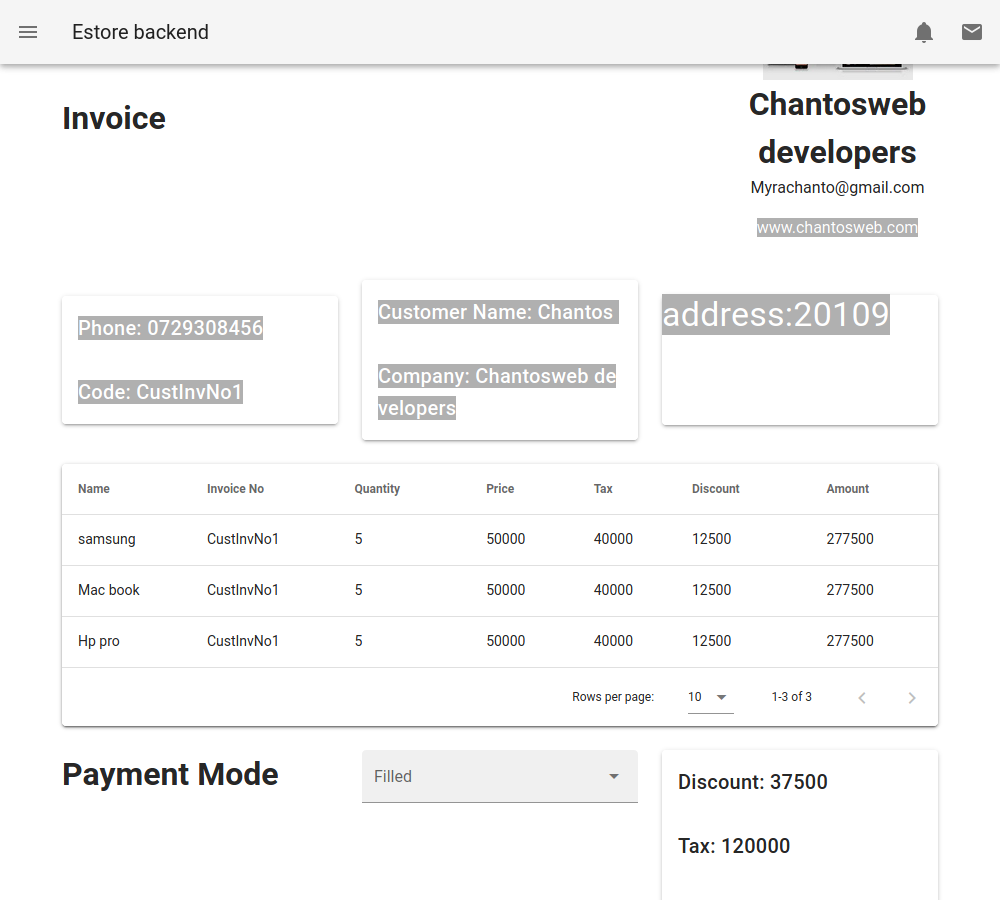 Estore backend
Invoice
Chantosweb
developers
Myrachanto@gmail.com
www.chantosweb.com
Phone: 0729308456
Code: CustInvNo1
Customer Name: Chantos
Company: Chantosweb de
velopers
address:20109
Name Invoice No Quantity Price Tax Discount Amount
samsung CustInvNo1 5 50000 40000 12500 277500
Mac book CustInvNo1 5 50000 40000 12500 277500
Hp pro CustInvNo1 5 50000 40000 12500 277500
Rows per page: 10 1-3 of 3
Payment Mode
Filled
Discount: 37500
Tax: 120000